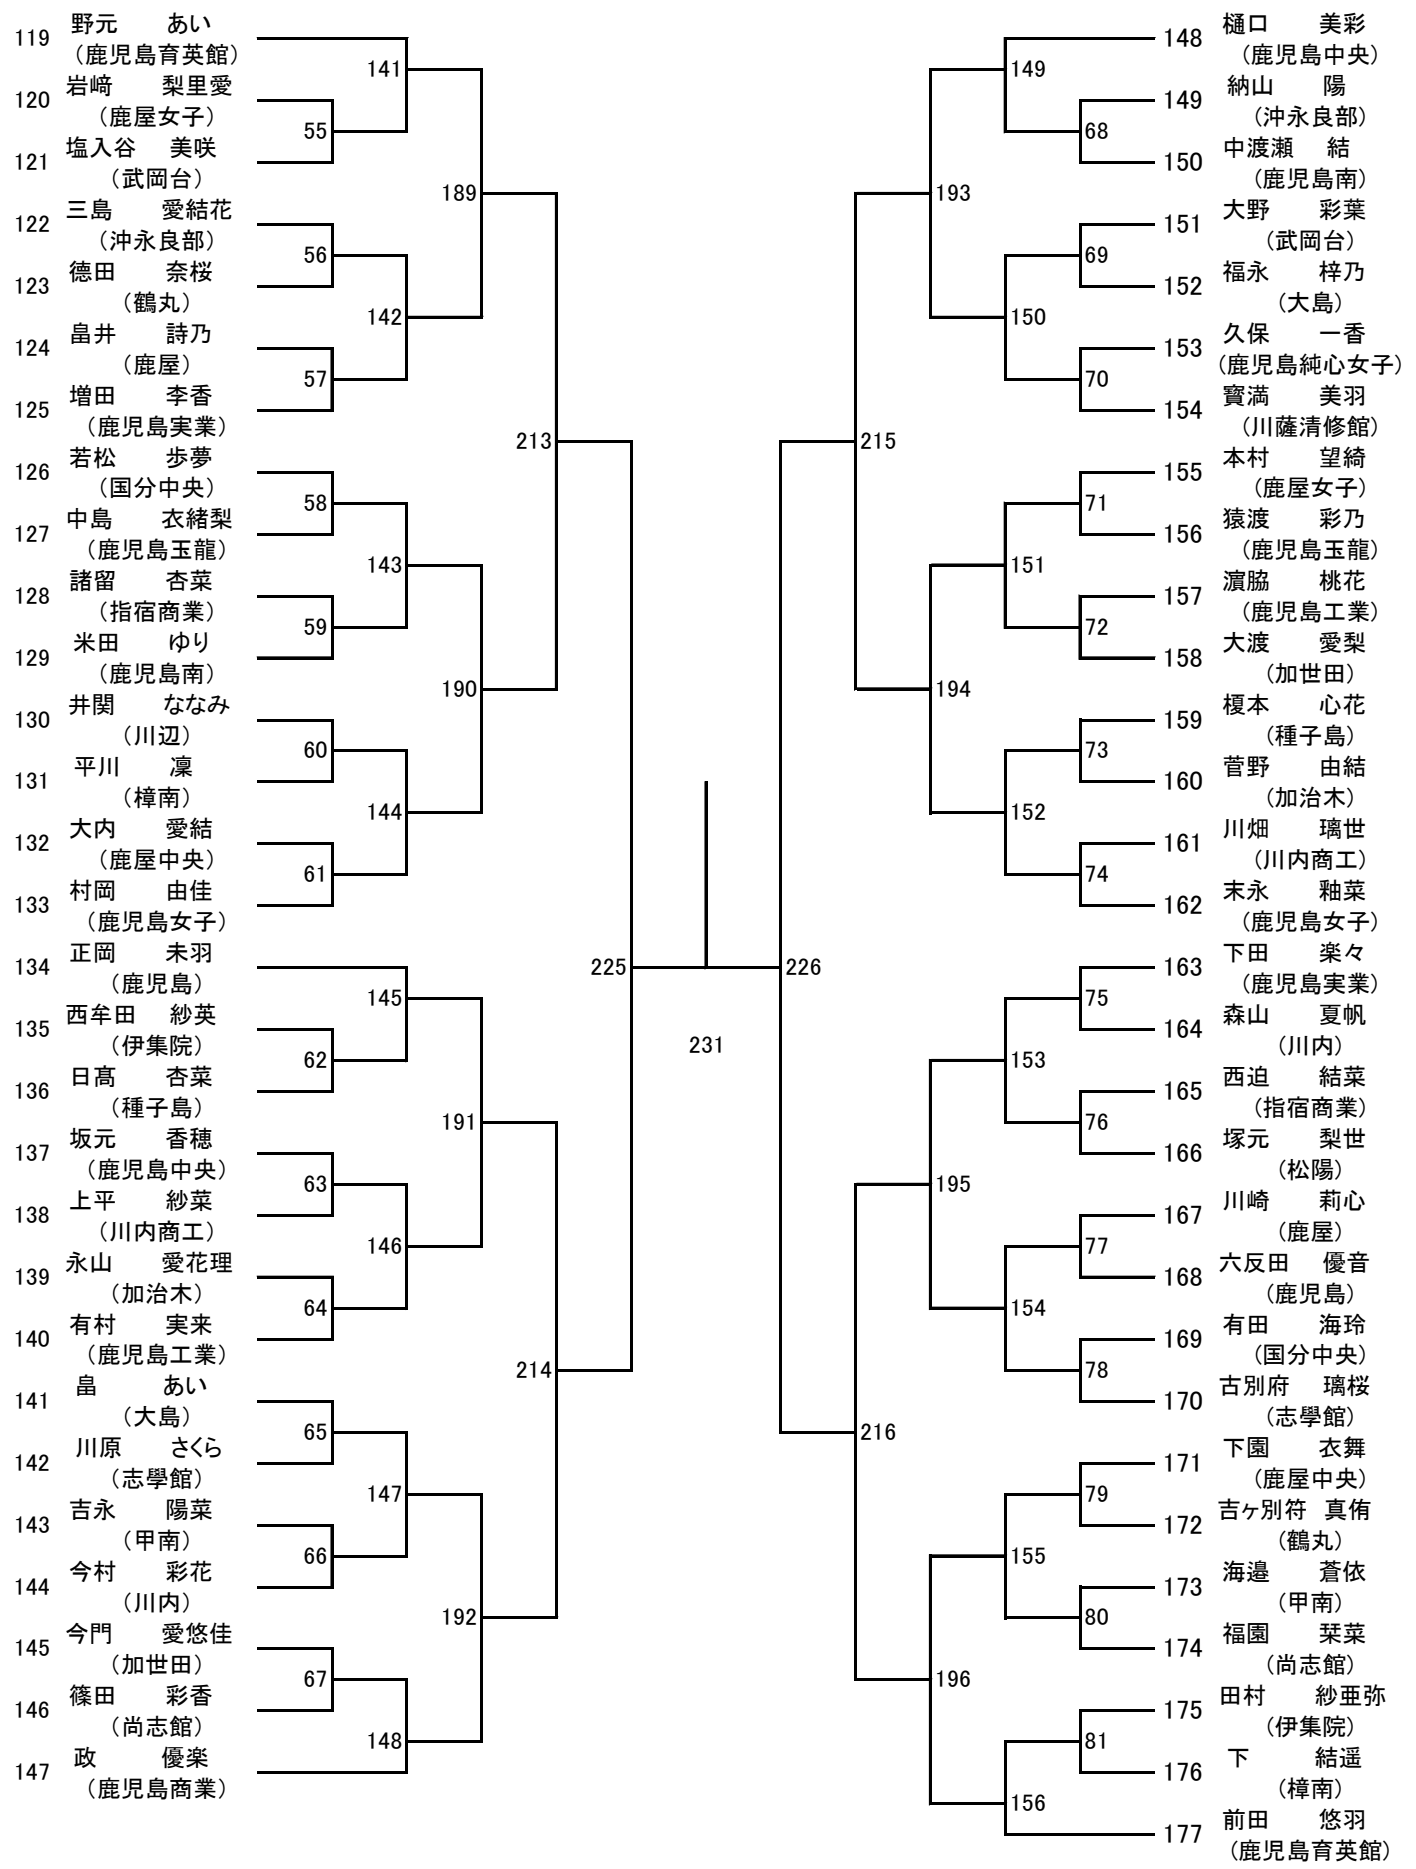 119 野元 あい
(鹿児島育英館)
120 岩﨑 梨里愛
(鹿屋女子)
121 塩入谷 美咲
(武岡台)
122 三島 愛結花
(沖永良部)
123 德田 奈桜
(鶴丸)
124 畠井 詩乃
(鹿屋)
125 増田 李香
(鹿児島実業)
126 若松 歩夢
(国分中央)
127 中島 衣緒梨
(鹿児島玉龍)
128 諸留 杏菜
(指宿商業)
129 米田 ゆり
(鹿児島南)
130 井関 ななみ
(川辺)
131 平川 凜
(樟南)
132 大内 愛結
(鹿屋中央)
133 村岡 由佳
(鹿児島女子)
134 正岡 未羽
(鹿児島)
135 西牟田 紗英
(伊集院)
136 日髙 杏菜
(種子島)
137 坂元 香穂
(鹿児島中央)
138 上平 紗菜
(川内商工)
139 永山 愛花理
(加治木)
140 有村 実来
(鹿児島工業)
141 畠 あい
(大島)
142 川原 さくら
(志學館)
143 吉永 陽菜
(甲南)
144 今村 彩花
(川内)
145 今門 愛悠佳
(加世田)
146 篠田 彩香
(尚志館)
147 政 優楽
(鹿児島商業)
141
55
189
56
142
57
213
58
143
59
190
60
144
61
225
145
62
191
63
146
64
214
65
147
66
192
67
148
231
226
149
68
193
69
150
70
215
71
151
72
194
73
152
74
75
153
76
195
77
154
78
216
79
155
80
196
81
156
148 樋口 美彩
(鹿児島中央)
149 納山 陽
(沖永良部)
150 中渡瀬 結
(鹿児島南)
151 大野 彩葉
(武岡台)
152 福永 梓乃
(大島)
153 久保 一香
(鹿児島純心女子)
154 寳満 美羽
(川薩清修館)
155 本村 望綺
(鹿屋女子)
156 猿渡 彩乃
(鹿児島玉龍)
157 濵脇 桃花
(鹿児島工業)
158 大渡 愛梨
(加世田)
159 榎本 心花
(種子島)
160 菅野 由結
(加治木)
161 川畑 璃世
(川内商工)
162 末永 釉菜
(鹿児島女子)
163 下田 楽々
(鹿児島実業)
164 森山 夏帆
(川内)
165 西迫 結菜
(指宿商業)
166 塚元 梨世
(松陽)
167 川崎 莉心
(鹿屋)
168 六反田 優音
(鹿児島)
169 有田 海玲
(国分中央)
170 古別府 璃桜
(志學館)
171 下園 衣舞
(鹿屋中央)
172 吉ヶ別符 真侑
(鶴丸)
173 海邉 蒼依
(甲南)
174 福園 栞菜
(尚志館)
175 田村 紗亜弥
(伊集院)
176 下 結遥
(樟南)
177 前田 悠羽
(鹿児島育英館)